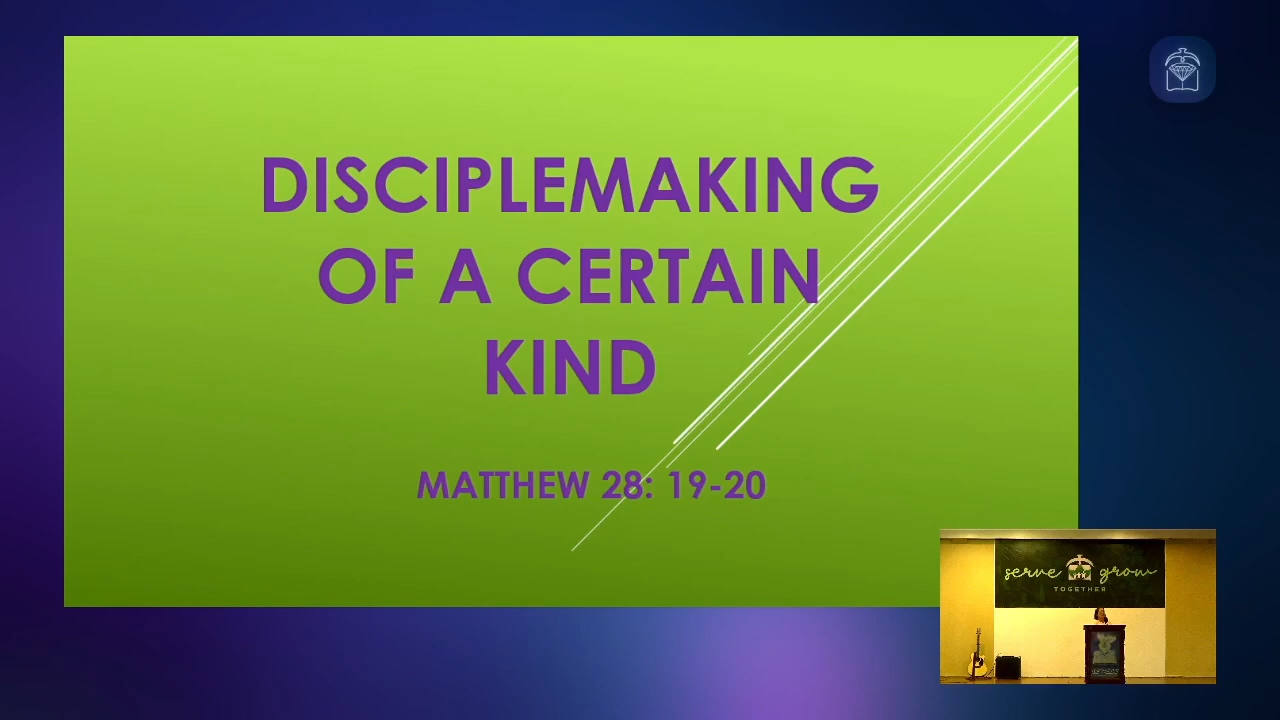 DISCIPLEMAKING
OF A CERTAIN
KIND
MATTHEW 28: 19-20
serve grow
TOGETHER